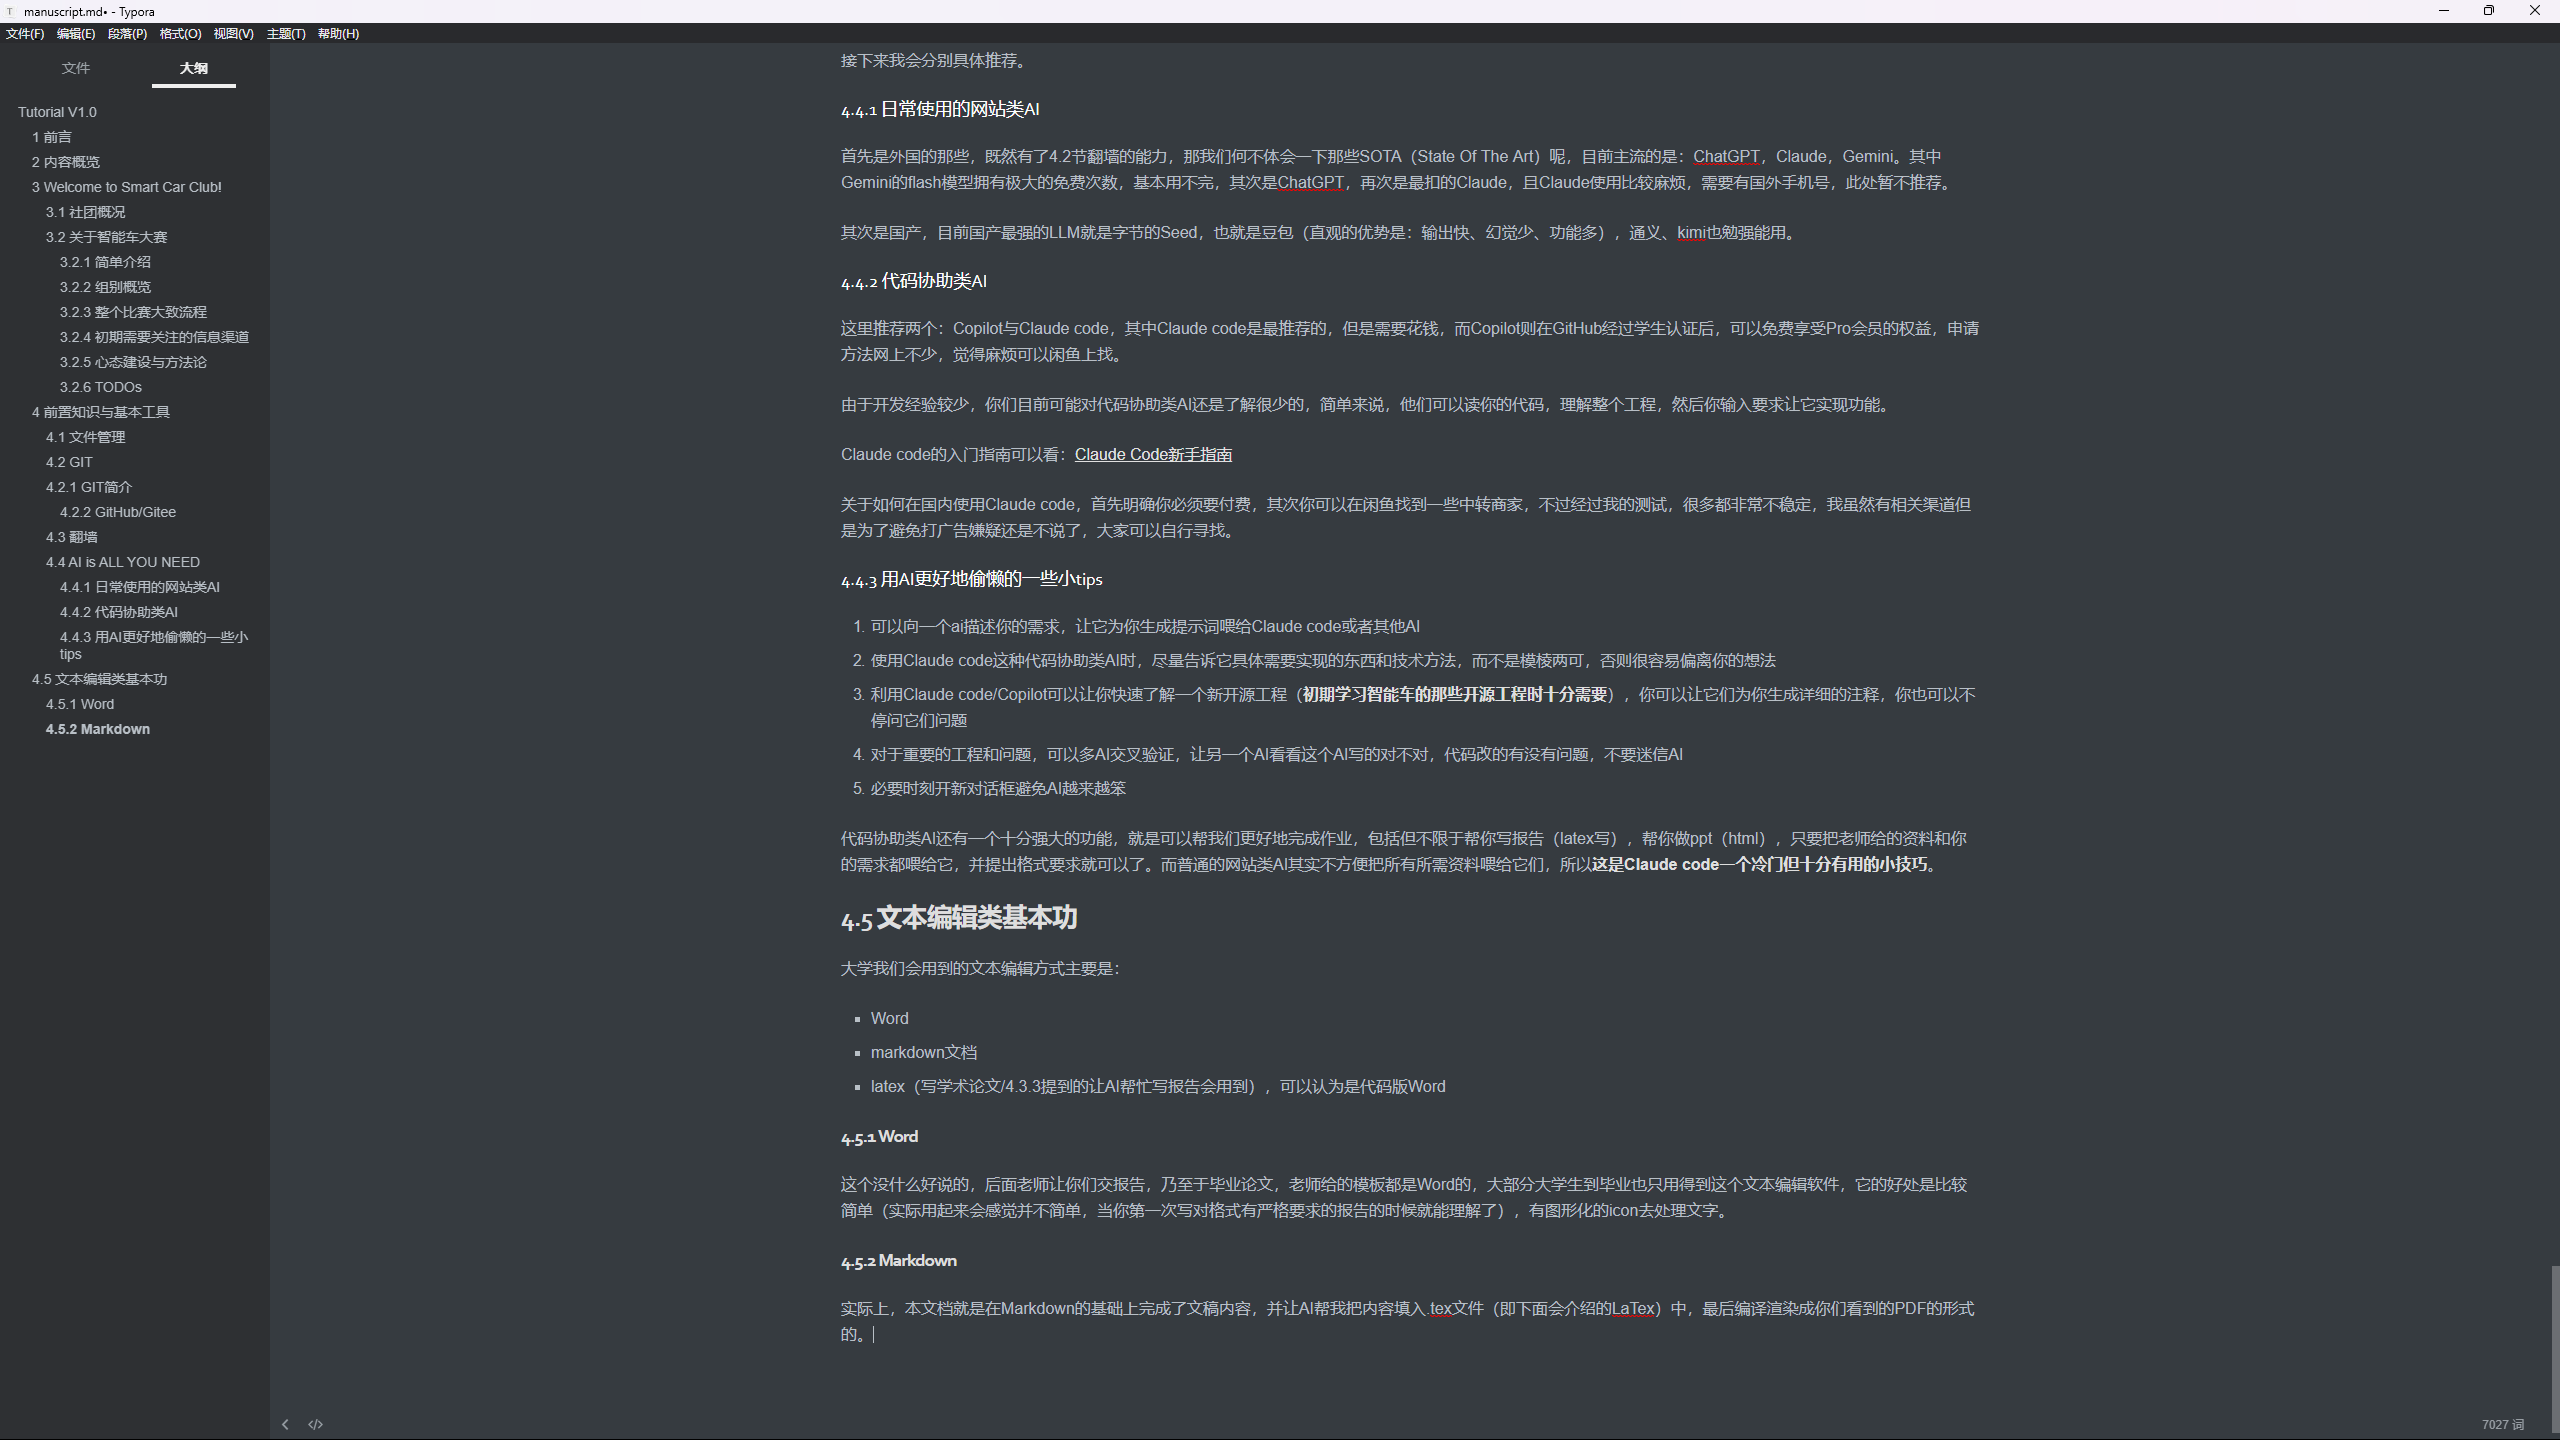 manuscript.md• - Typora
文件(F) 编辑(E) 段落(P) 格式(O) 视图(V) 主题(T) 帮助(H)
文件 大纲
Tutorial V1.0
1 前言
2 内容概览
3 Welcome to Smart Car Club!
3.1 社团概况
3.2 关于智能车大赛
3.2.1 简单介绍
3.2.2 组别概览
3.2.3 整个比赛大致流程
3.2.4 初期需要关注的信息渠道
3.2.5 心态建设与方法论
3.2.6 TODOs
4 前置知识与基本工具
4.1 文件管理
4.2 GIT
4.2.1 GIT简介
4.2.2 GitHub/Gitee
4.3 翻墙
4.4 AI is ALL YOU NEED
4.4.1 日常使用的网站类AI
4.4.2 代码协助类AI
4.4.3 用AI更好地偷懒的一些小
tips
4.5 文本编辑类基本功
4.5.1 Word
4.5.2 Markdown
接下来我会分别具体推荐。
4.4.1 日常使用的网站类AI
首先是外国的那些，既然有了4.2节翻墙的能力，那我们何不体会一下那些SOTA（State Of The Art）呢，目前主流的是：ChatGPT，Claude，Gemini。其中
Gemini的flash模型拥有极大的免费次数，基本用不完，其次是ChatGPT，再次是最扣的Claude，且Claude使用比较麻烦，需要有国外手机号，此处暂不推荐。
其次是国产，目前国产最强的LLM就是字节的Seed，也就是豆包（直观的优势是：输出快、幻觉少、功能多），通义、kimi也勉强能用。
4.4.2 代码协助类AI
这里推荐两个：Copilot与Claude code，其中Claude code是最推荐的，但是需要花钱，而Copilot则在GitHub经过学生认证后，可以免费享受Pro会员的权益，申请
方法网上不少，觉得麻烦可以闲鱼上找。
由于开发经验较少，你们目前可能对代码协助类AI还是了解很少的，简单来说，他们可以读你的代码，理解整个工程，然后你输入要求让它实现功能。
Claude code的入门指南可以看：Claude Code新手指南
关于如何在国内使用Claude code，首先明确你必须要付费，其次你可以在闲鱼找到一些中转商家，不过经过我的测试，很多都非常不稳定，我虽然有相关渠道但
是为了避免打广告嫌疑还是不说了，大家可以自行寻找。
4.4.3 用AI更好地偷懒的一些小tips
1. 可以向一个ai描述你的需求，让它为你生成提示词喂给Claude code或者其他AI
2. 使用Claude code这种代码协助类AI时，尽量告诉它具体需要实现的东西和技术方法，而不是模棱两可，否则很容易偏离你的想法
3. 利用Claude code/Copilot可以让你快速了解一个新开源工程（初期学习智能车的那些开源工程时十分需要），你可以让它们为你生成详细的注释，你也可以不
停问它们问题
4. 对于重要的工程和问题，可以多AI交叉验证，让另一个AI看看这个AI写的对不对，代码改的有没有问题，不要迷信AI
5. 必要时刻开新对话框避免AI越来越笨
代码协助类AI还有一个十分强大的功能，就是可以帮我们更好地完成作业，包括但不限于帮你写报告（latex写），帮你做ppt（html），只要把老师给的资料和你
的需求都喂给它，并提出格式要求就可以了。而普通的网站类AI其实不方便把所有所需资料喂给它们，所以这是Claude code一个冷门但十分有用的小技巧。
4.5 文本编辑类基本功
大学我们会用到的文本编辑方式主要是：
▪ Word
▪ markdown文档
▪ latex（写学术论文/4.3.3提到的让AI帮忙写报告会用到），可以认为是代码版Word
4.5.1 Word
这个没什么好说的，后面老师让你们交报告，乃至于毕业论文，老师给的模板都是Word的，大部分大学生到毕业也只用得到这个文本编辑软件，它的好处是比较
简单（实际用起来会感觉并不简单，当你第一次写对格式有严格要求的报告的时候就能理解了），有图形化的icon去处理文字。
4.5.2 Markdown
实际上，本文档就是在Markdown的基础上完成了文稿内容，并让AI帮我把内容填入.tex文件（即下面会介绍的LaTex）中，最后编译渲染成你们看到的PDF的形式
的。
7027 词